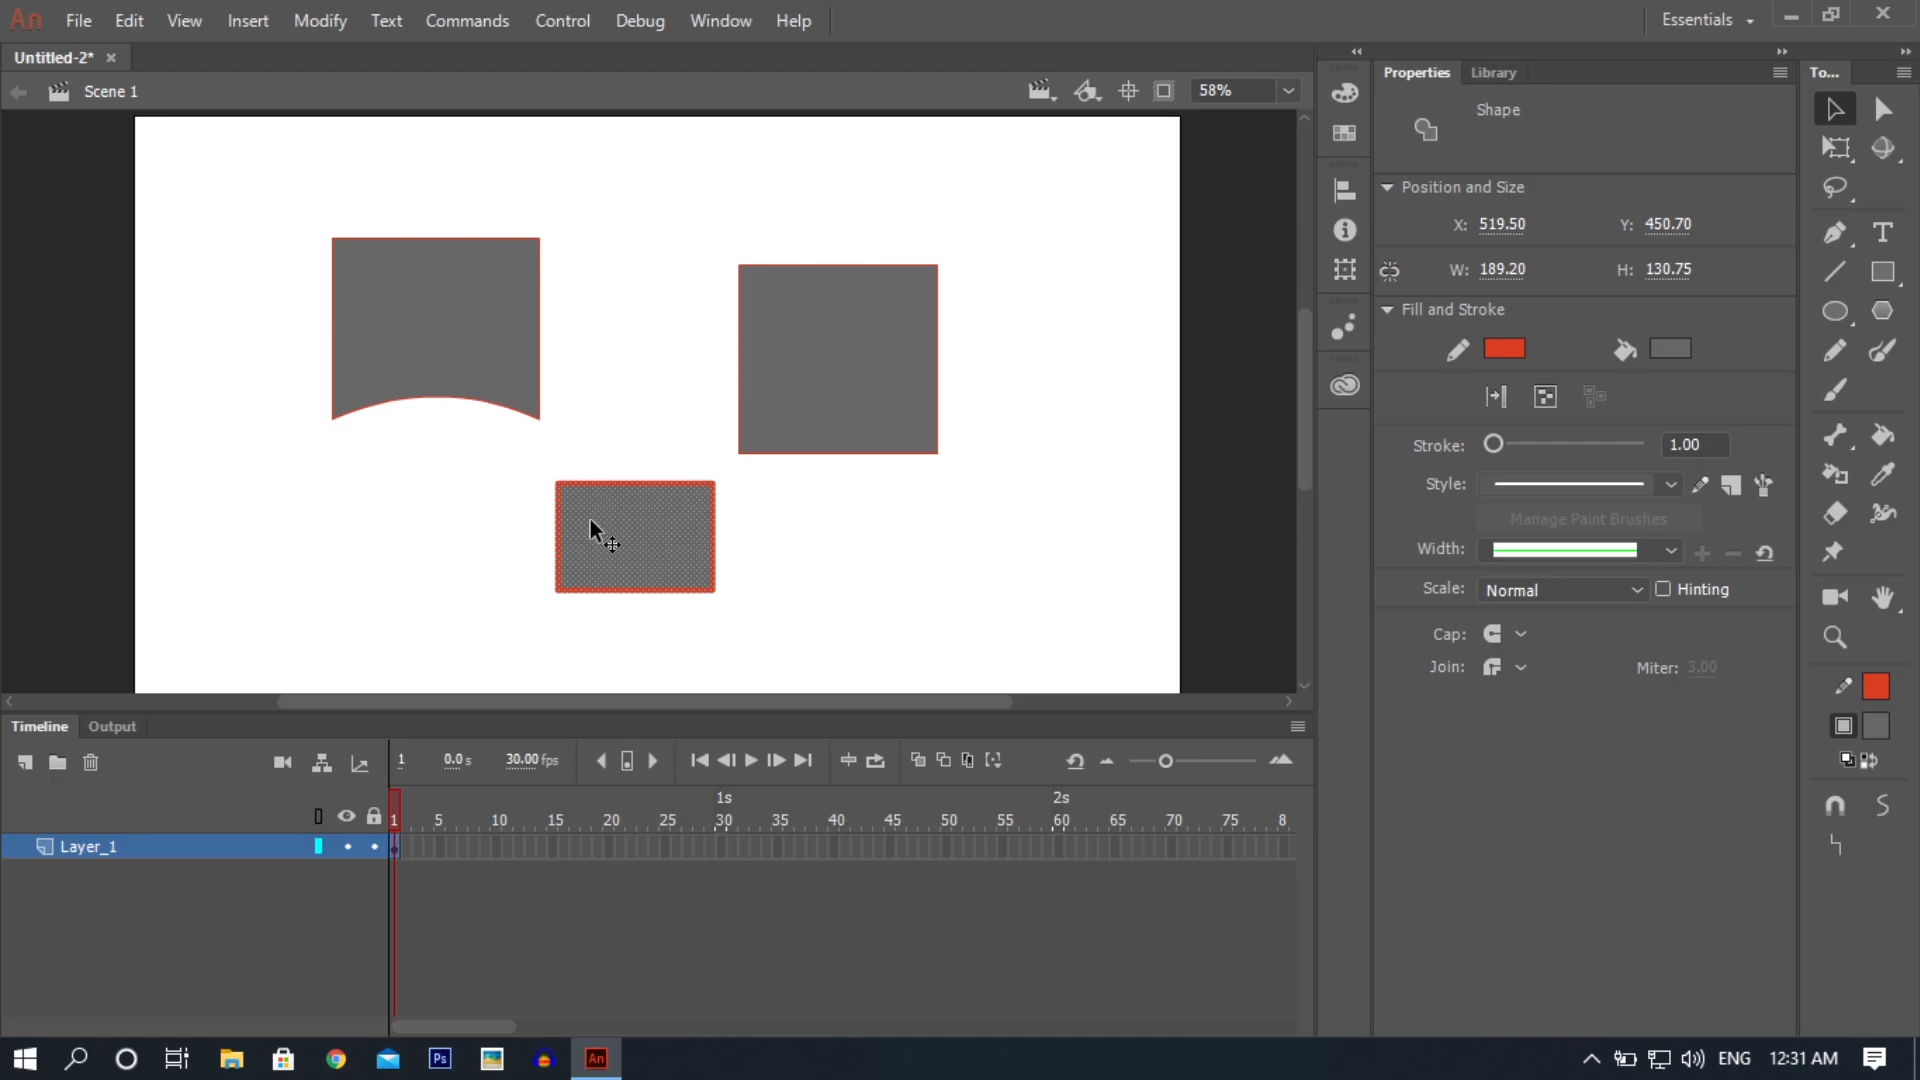 An File Edit View Insert Modify Text Commands Control Debug Window Help Essentials
Untitled-2* ×
Scene 1 58%
Properties Library To...
Shape
Position and Size
X: 519.50 Y: 450.70
W: 189.20 H: 130.75
Fill and Stroke
Stroke: 1.00
Style:
Manage Paint Brushes
Width:
Scale: Normal Hinting
Cap:
Join: Miter: 3.00
Timeline Output
1 0.0 s 30.00 fps
1s 2s
1 5 10 15 20 25 30 35 40 45 50 55 60 65 70 75 8
Layer_1
Ps An ENG 12:31 AM